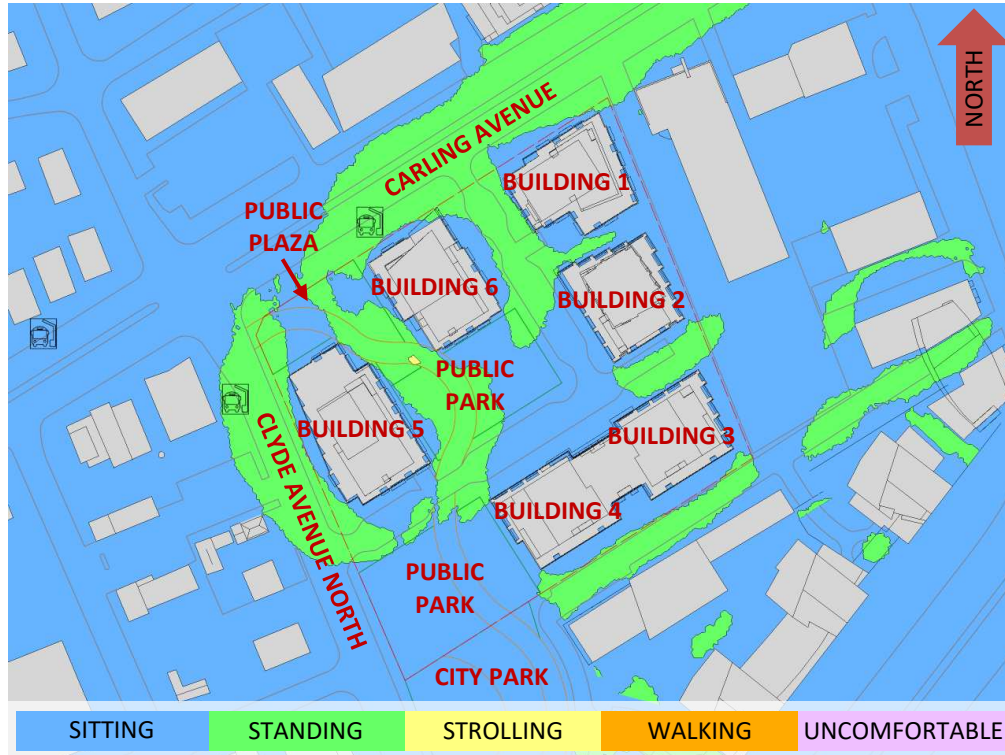 NORTH
CARLING AVENUE
BUILDING 1
PUBLIC
PLAZA
BUILDING 6
BUILDING 2
PUBLIC
PARK
BUILDING 5
BUILDING 3
CLYDE AVENUE NORTH
BUILDING 4
PUBLIC
PARK
CITY PARK
SITTING
STANDING
STROLLING
WALKING
UNCOMFORTABLE